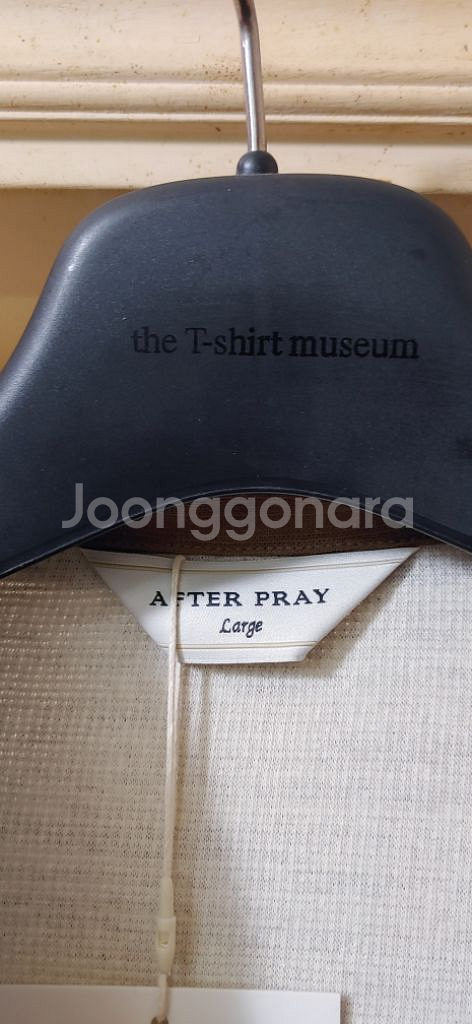 the T-shirt museum
Joonggonara
AFTER PRAY
Large